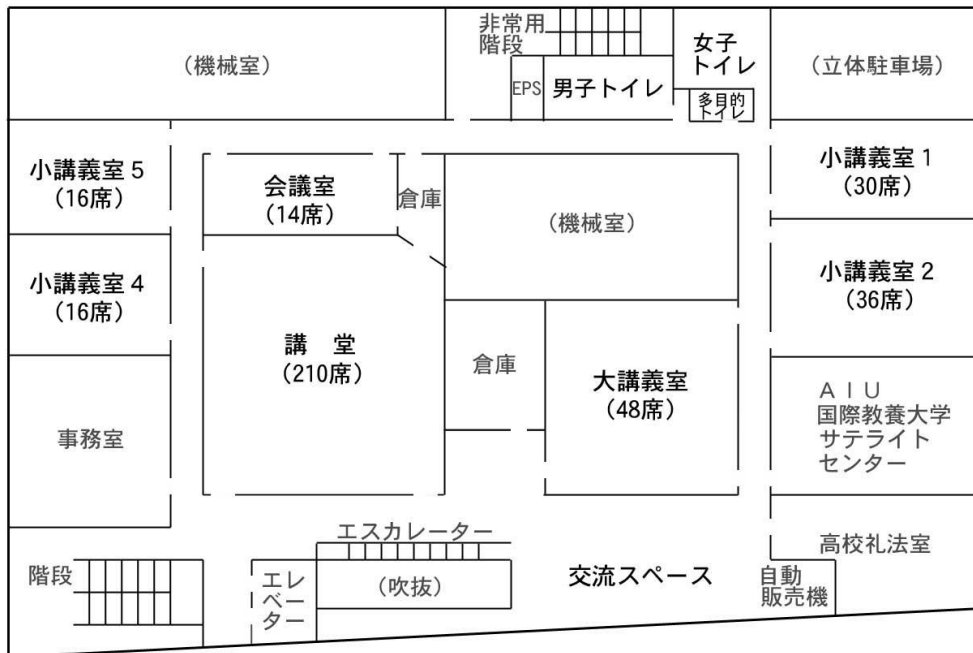 (機械室)
非常用
階段
EPS
男子トイレ
女子
トイレ
多目的
トイレ
(立体駐車場)
小講義室5
(16席)
会議室
(14席)
倉庫
(機械室)
小講義室1
(30席)
小講義室4
(16席)
講 堂
(210席)
倉庫
大講義室
(48席)
小講義室2
(36席)
事務室
AIU
国際教養大学
サテライト
センター
高校礼法室
階段
エレ
ベー
ター
エスカレーター
(吹抜)
交流スペース
自動
販売機